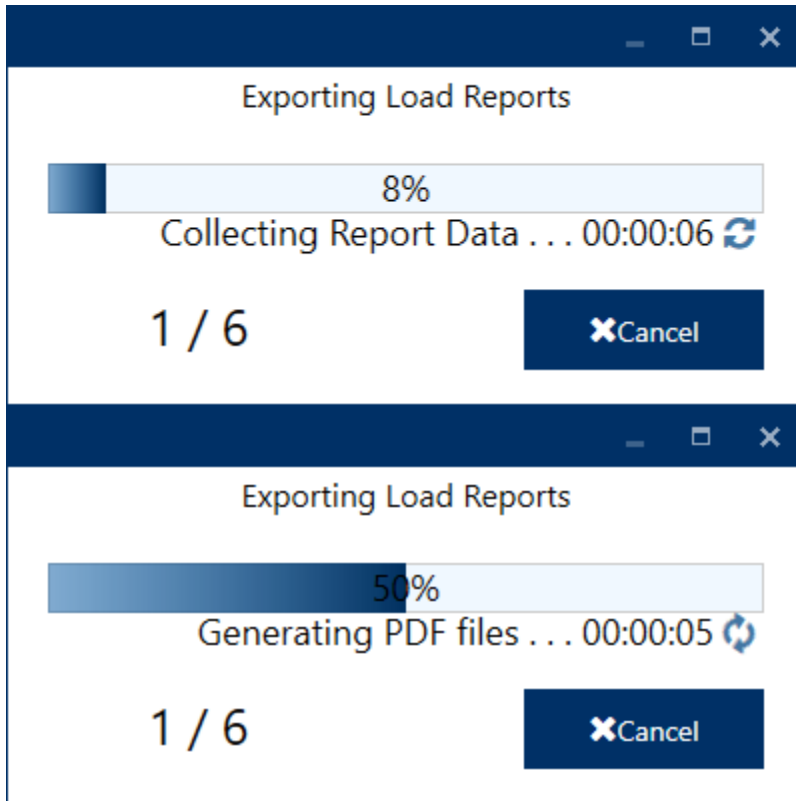 Exporting Load Reports
8%
Collecting Report Data . . . 00:00:06
1 / 6
Cancel
Exporting Load Reports
50%
Generating PDF files . . . 00:00:05
1 / 6
Cancel